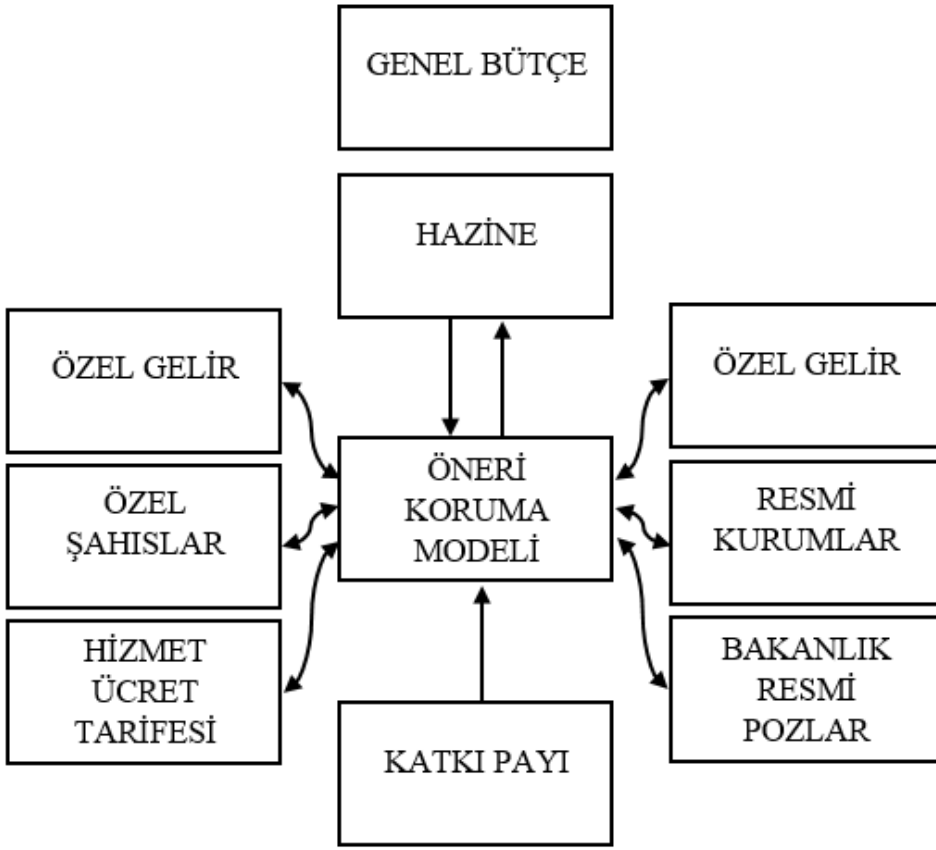 GENEL BÜTÇE
HAZİNE
ÖZEL GELİR
ÖZEL
ŞAHISLAR
HİZMET
ÜCRET
TARİFESİ
ÖNERİ
KORUMA
MODELİ
KATKI PAYI
ÖZEL GELİR
RESMİ
KURUMLAR
BAKANLIK
RESMİ
POZLAR